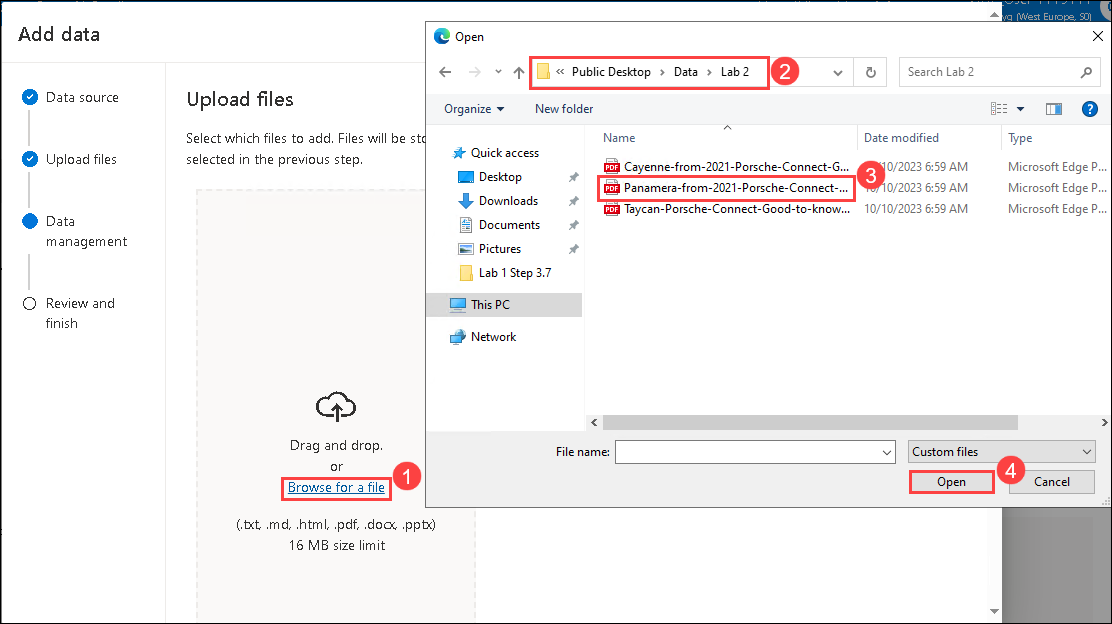 (West Europe, S0)
Add data
Data source
Upload files
Data
management
Review and
finish
Upload files
Select which files to add. Files will be sto
selected in the previous step.
Drag and drop.
or
Browse for a file
1
(.txt, .md, .html, .pdf, .docx, .pptx)
16 MB size limit
Open
« Public Desktop > Data > Lab 2
2
Search Lab 2
Organize
New folder
?
Quick access
Desktop
Downloads
Documents
Pictures
Lab 1 Step 3.7
This PC
Network
Name Date modified Type
PDF Cayenne-from-2021-Porsche-Connect-G... /10/2023 6:59 AM Microsoft Edge P...
3
PDF Panamera-from-2021-Porsche-Connect-... /10/2023 6:59 AM Microsoft Edge P...
PDF Taycan-Porsche-Connect-Good-to-know... 10/10/2023 6:59 AM Microsoft Edge P...
File name:
Custom files
Open
4
Cancel